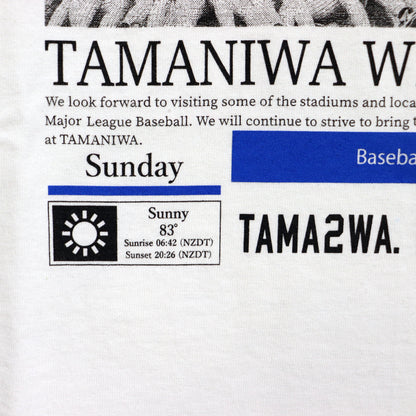 TAMANIWA W
We look forward to visiting some of the stadiums and loca
Major League Baseball. We will continue to strive to bring
at TAMANIWA.
Sunday
Baseba
Sunny
83°
Sunrise 06:42 (NZDT)
Sunset 20:26 (NZDT)
TAMA2WA.